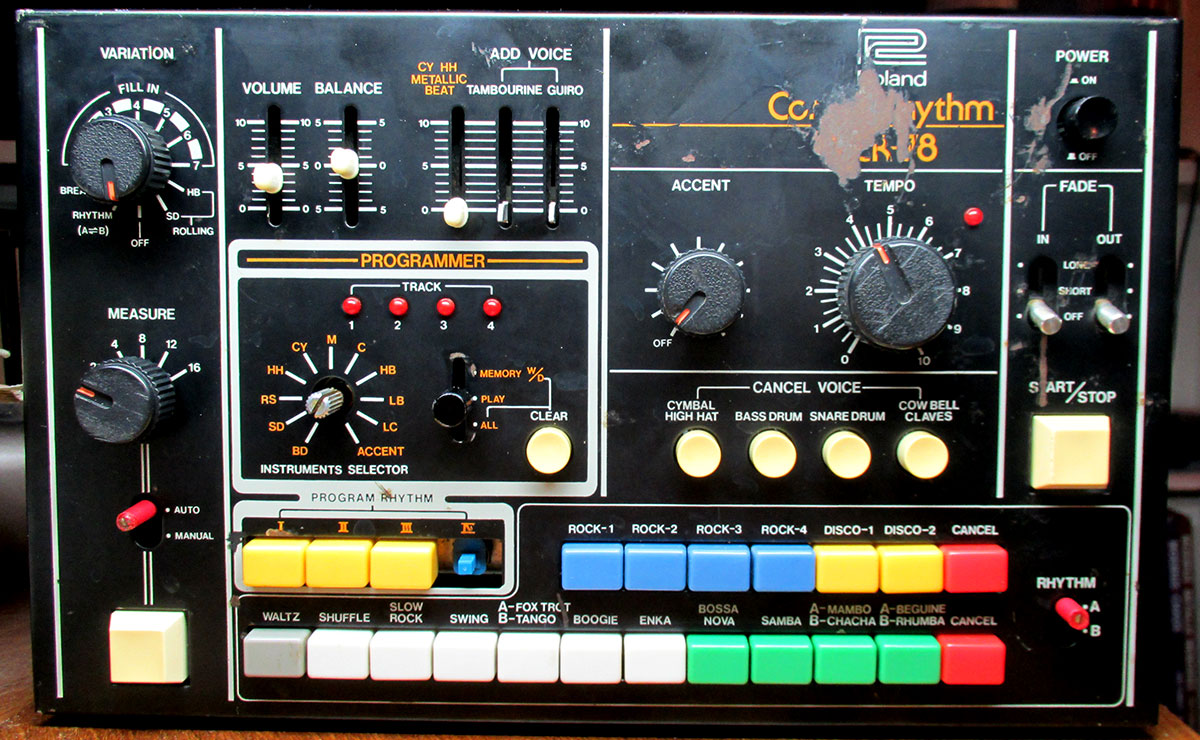 VARIATION
FILL IN
3 4 5 6 7
BRE
HB
RHYTHM
(A⇌B)
SD
ROLLING
OFF
MEASURE
2 4 8 12 16
AUTO
MANUAL
VOLUME BALANCE
10 5 0
5 0 5
CY HH
METALLIC
BEAT
ADD VOICE
TAMBOURINE GUIRO
10 5 0
PROGRAMMER
TRACK
1 2 3 4
BD SD RS HH CY M C HB LB LC ACCENT
INSTRUMENTS SELECTOR
MEMORY W/D
PLAY
ALL
CLEAR
oland
Co hythm
R-78
ACCENT
OFF
TEMPO
0 1 2 3 4 5 6 8 9 10
CANCEL VOICE
CYMBAL
HIGH HAT
BASS DRUM
SNARE DRUM
COW BELL
CLAVES
POWER
ON
OFF
FADE
IN OUT
LONG
SHORT
OFF
START/STOP
PROGRAM RHYTHM
I II III IV
ROCK-1 ROCK-2 ROCK-3 ROCK-4 DISCO-1 DISCO-2 CANCEL
WALTZ
SHUFFLE
SLOW
ROCK
SWING
A-FOX TROT
B-TANGO
BOOGIE
ENKA
BOSSA
NOVA
SAMBA
A-MAMBO
B-CHACHA
A-BEGUINE
B-RHUMBA
CANCEL
RHYTHM
A
B